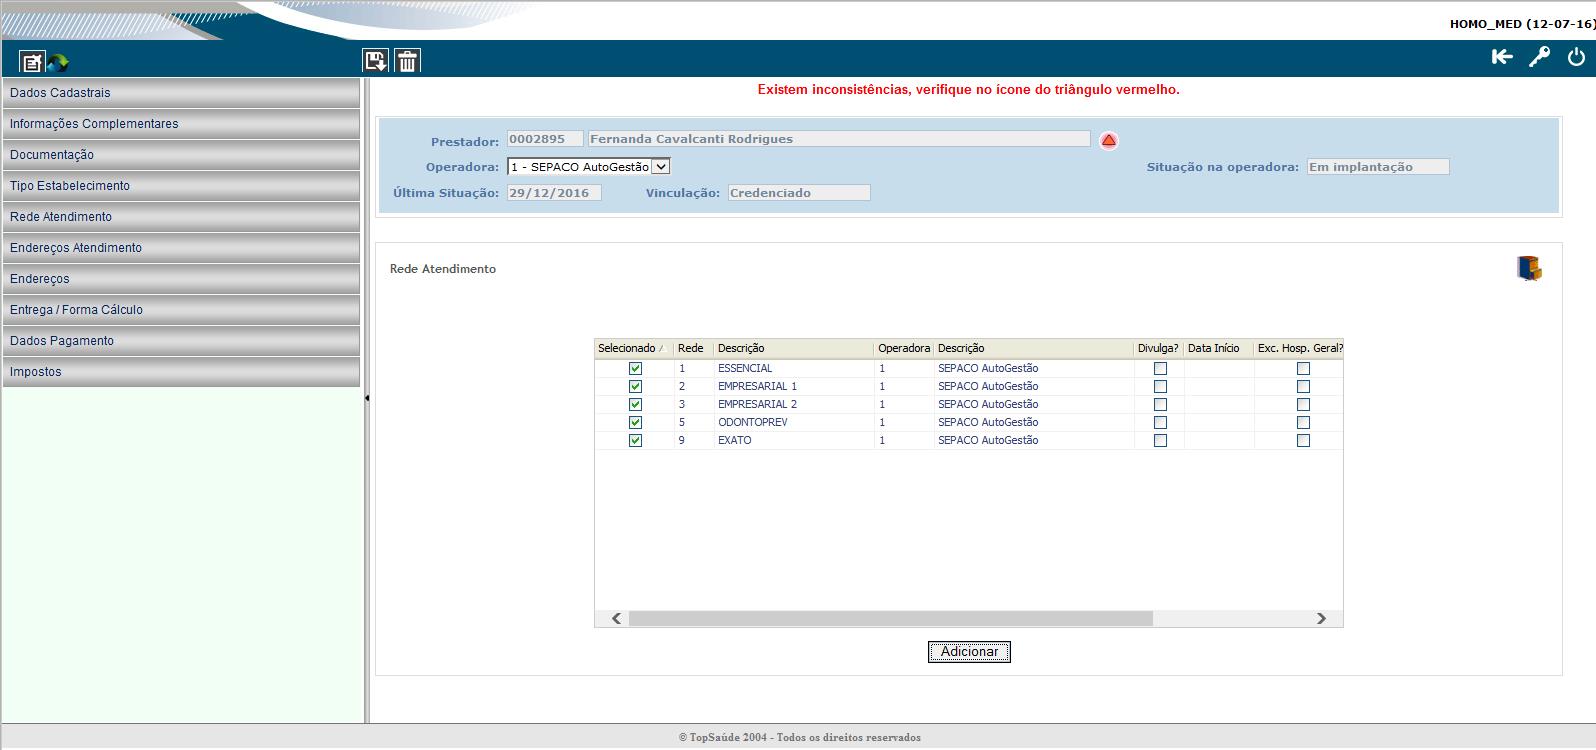 HOMO_MED (12-07-16)
Existem inconsistências, verifique no ícone do triângulo vermelho.
Dados Cadastrais
Informações Complementares
Documentação
Tipo Estabelecimento
Rede Atendimento
Endereços Atendimento
Endereços
Entrega / Forma Cálculo
Dados Pagamento
Impostos
Prestador: 0002895 Fernanda Cavalcanti Rodrigues
Operadora: 1 - SEPACO AutoGestão Situação na operadora: Em implantação
Última Situação: 29/12/2016 Vinculação: Credenciado
Rede Atendimento
Selecionado Rede Descrição Operadora Descrição Divulga? Data Início Exc. Hosp. Geral?
1 ESSENCIAL 1 SEPACO AutoGestão
2 EMPRESARIAL 1 1 SEPACO AutoGestão
3 EMPRESARIAL 2 1 SEPACO AutoGestão
5 ODONTOPREV 1 SEPACO AutoGestão
9 EXATO 1 SEPACO AutoGestão
Adicionar
© TopSaúde 2004 - Todos os direitos reservados